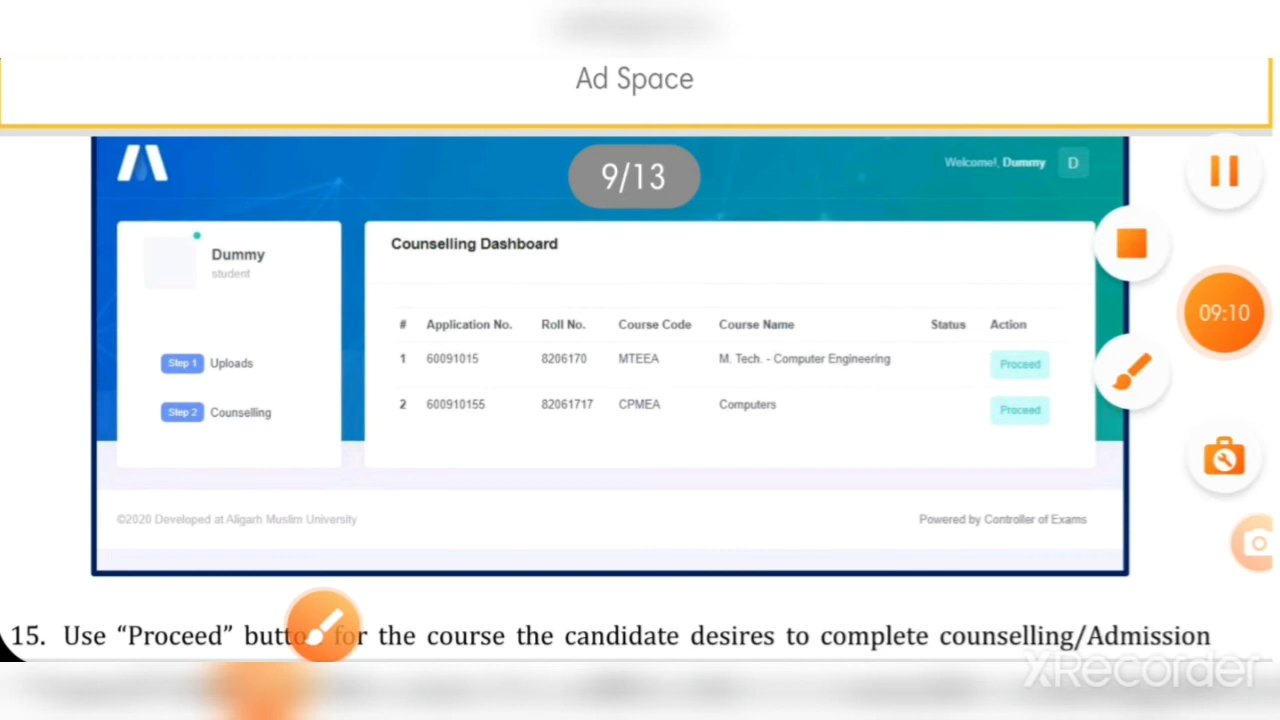 Ad Space
9/13
Welcome!, Dummy D
Dummy
student
Step 1 Uploads
Step 2 Counselling
Counselling Dashboard
# Application No. Roll No. Course Code Course Name Status Action
1 60091015 8206170 MTEEA M. Tech. - Computer Engineering Proceed
2 600910155 82061717 CPMEA Computers Proceed
09:10
©2020 Developed at Aligarh Muslim University
Powered by Controller of Exams
15. Use “Proceed” butto for the course the candidate desires to complete counselling/Admission
XRecorder